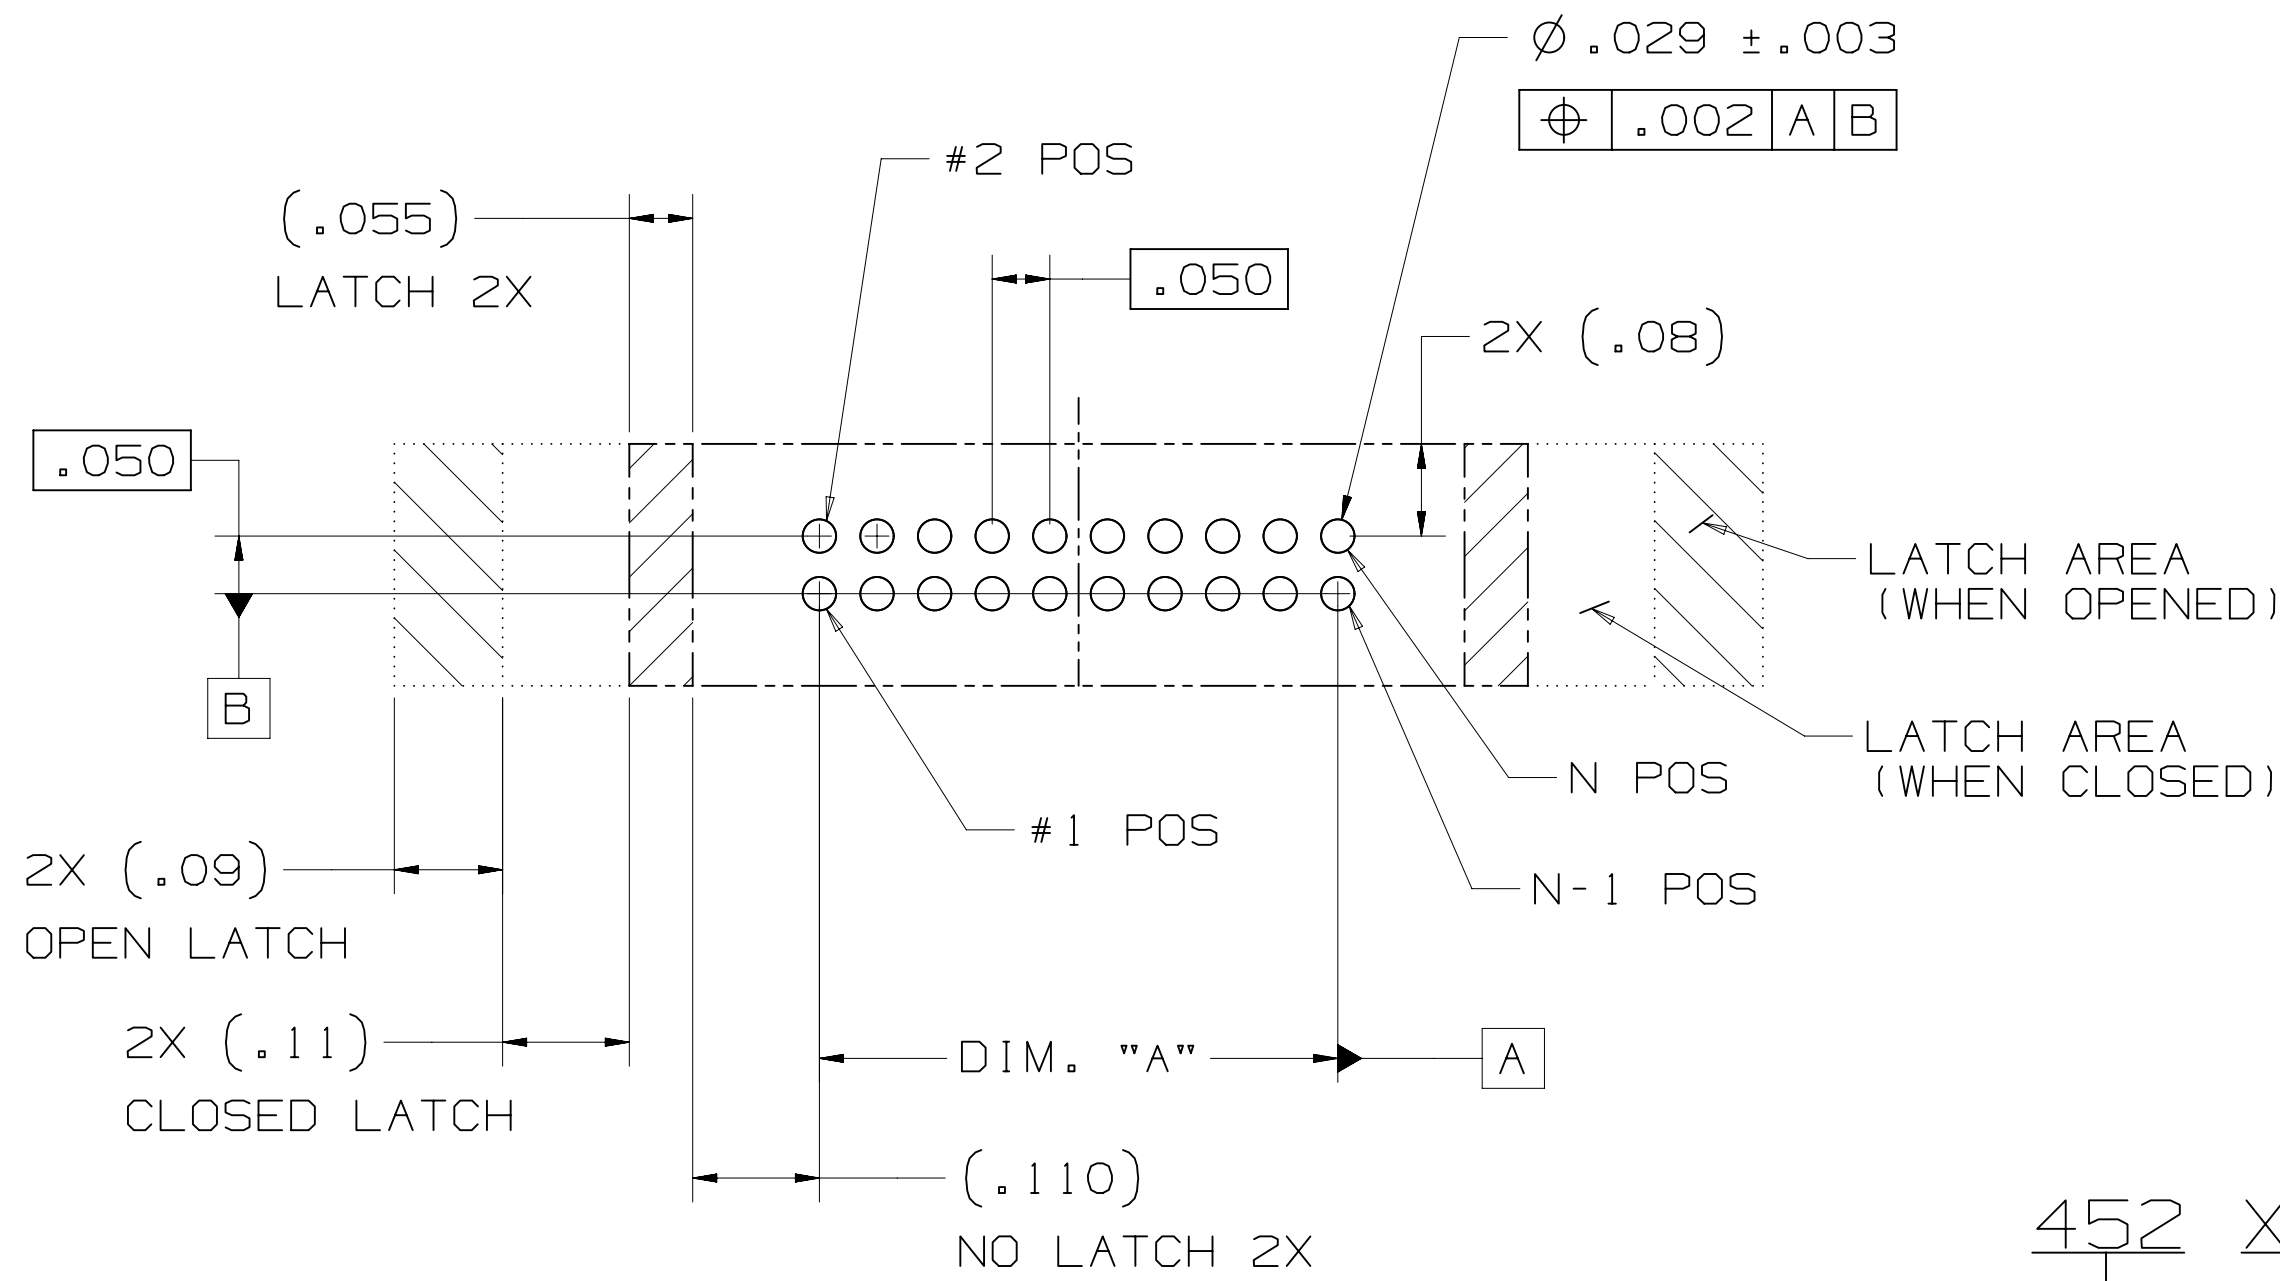 Ø.029 ±.003
⌖ .002 A B
#2 POS
(.055)
LATCH 2X
.050
2X (.08)
.050
LATCH AREA
(WHEN OPENED)
B
LATCH AREA
(WHEN CLOSED)
N POS
#1 POS
2X (.09)
OPEN LATCH
N-1 POS
2X (.11)
CLOSED LATCH
DIM. "A"
A
(.110)
NO LATCH 2X
452 X